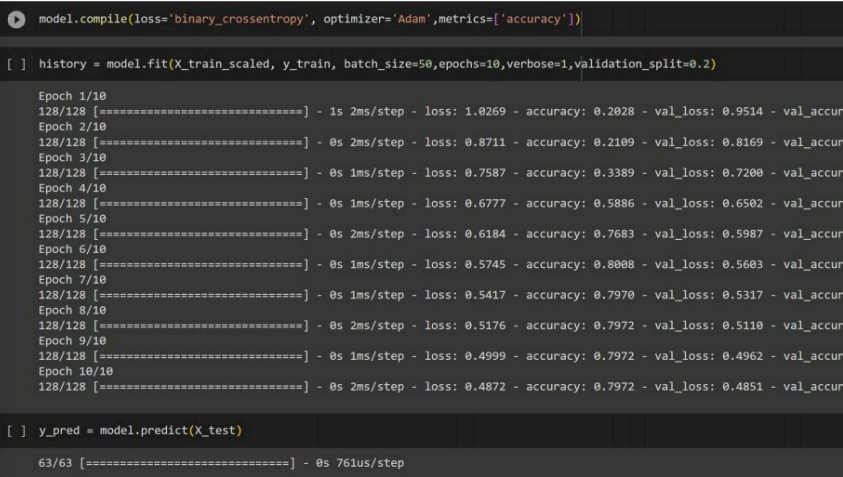 model.compile(loss='binary_crossentropy', optimizer='Adam',metrics=['accuracy'])
[ ] history = model.fit(X_train_scaled, y_train, batch_size=50,epochs=10,verbose=1,validation_split=0.2)
Epoch 1/10
128/128 [==============================] - 1s 2ms/step - loss: 1.0269 - accuracy: 0.2028 - val_loss: 0.9514 - val_accur
Epoch 2/10
128/128 [==============================] - 0s 2ms/step - loss: 0.8711 - accuracy: 0.2109 - val_loss: 0.8169 - val_accur
Epoch 3/10
128/128 [==============================] - 0s 1ms/step - loss: 0.7587 - accuracy: 0.3389 - val_loss: 0.7200 - val_accur
Epoch 4/10
128/128 [==============================] - 0s 1ms/step - loss: 0.6777 - accuracy: 0.5886 - val_loss: 0.6502 - val_accur
Epoch 5/10
128/128 [==============================] - 0s 2ms/step - loss: 0.6184 - accuracy: 0.7683 - val_loss: 0.5987 - val_accur
Epoch 6/10
128/128 [==============================] - 0s 1ms/step - loss: 0.5745 - accuracy: 0.8008 - val_loss: 0.5603 - val_accur
Epoch 7/10
128/128 [==============================] - 0s 1ms/step - loss: 0.5417 - accuracy: 0.7970 - val_loss: 0.5317 - val_accur
Epoch 8/10
128/128 [==============================] - 0s 2ms/step - loss: 0.5176 - accuracy: 0.7972 - val_loss: 0.5110 - val_accur
Epoch 9/10
128/128 [==============================] - 0s 1ms/step - loss: 0.4999 - accuracy: 0.7972 - val_loss: 0.4962 - val_accur
Epoch 10/10
128/128 [==============================] - 0s 2ms/step - loss: 0.4872 - accuracy: 0.7972 - val_loss: 0.4851 - val_accur
[ ] y_pred = model.predict(X_test)
63/63 [==============================] - 0s 761us/step